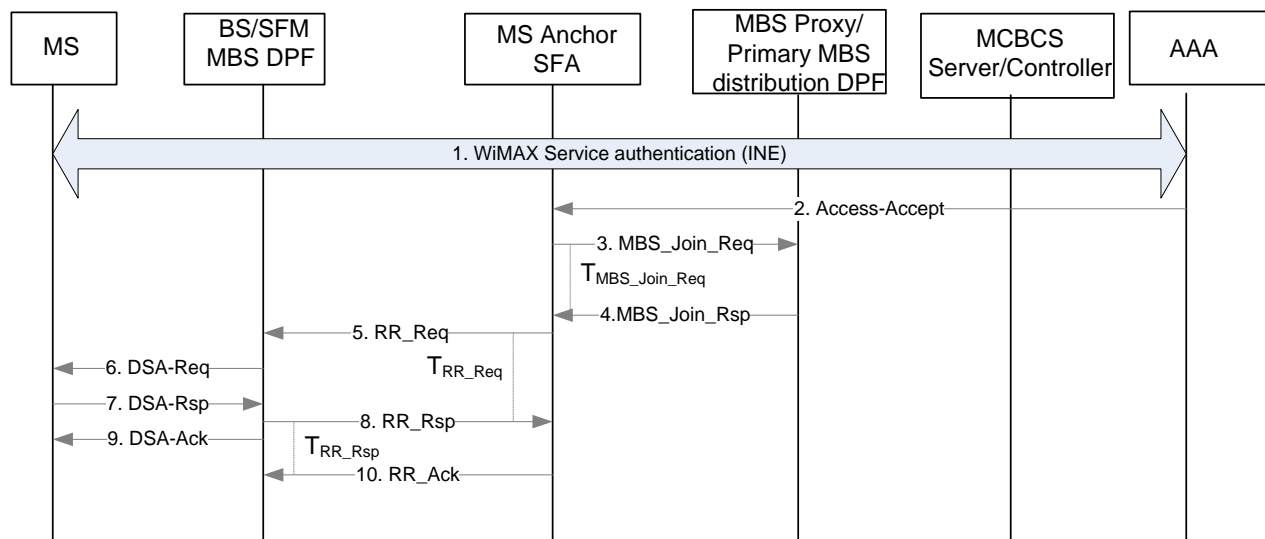 MS
BS/SFM
MBS DPF
MS Anchor
SFA
MBS Proxy/
Primary MBS
distribution DPF
MCBCS
Server/Controller
AAA
1. WiMAX Service authentication (INE)
2. Access-Accept
3. MBS_Join_Req
TMBS_Join_Req
4.MBS_Join_Rsp
5. RR_Req
TRR_Req
6. DSA-Req
7. DSA-Rsp
8. RR_Rsp
9. DSA-Ack
TRR_Rsp
10. RR_Ack